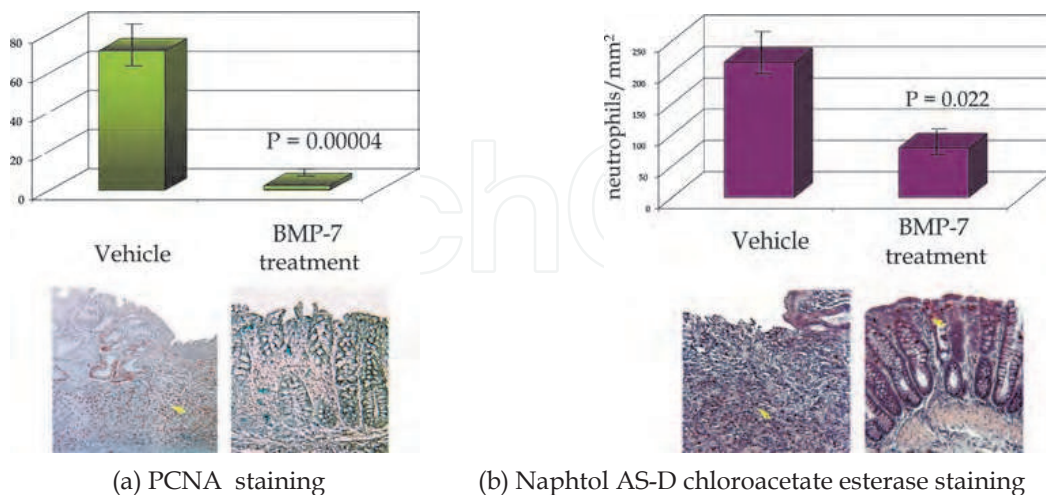 80
60
40
20
0
P = 0.00004
Vehicle
BMP-7
treatment
(a) PCNA staining
neutrophils/mm²
250
200
150
100
50
0
P = 0.022
Vehicle
BMP-7
treatment
(b) Naphtol AS-D chloroacetate esterase staining